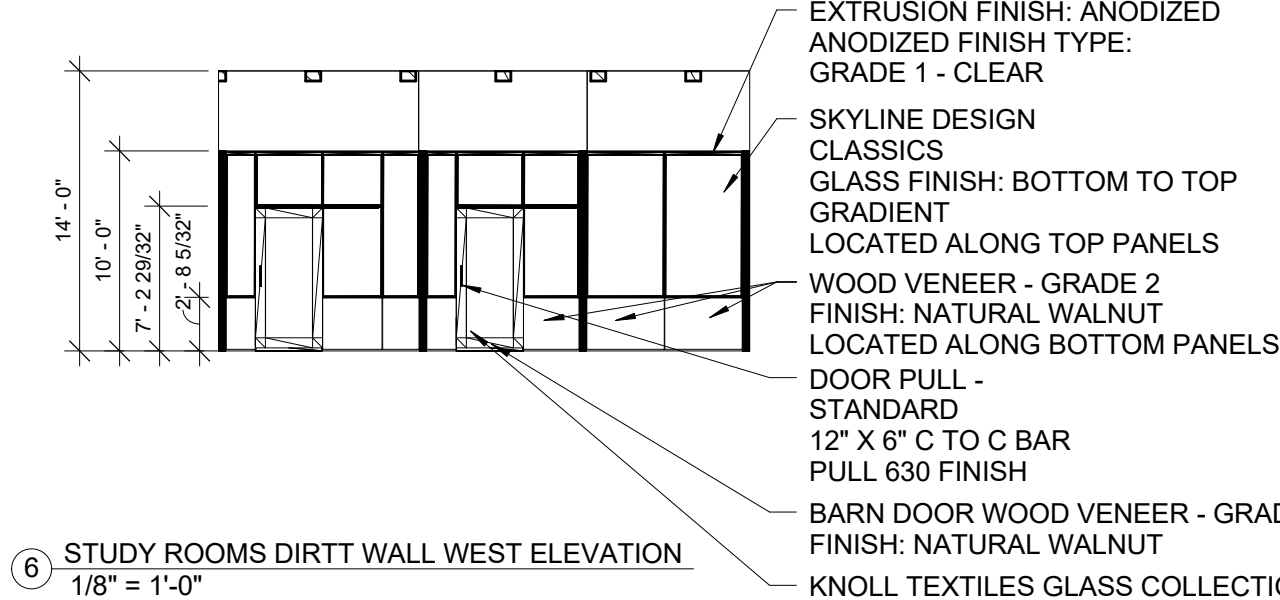 EXTRUSION FINISH: ANODIZED
ANODIZED FINISH TYPE:
GRADE 1 - CLEAR
SKYLINE DESIGN
CLASSICS
GLASS FINISH: BOTTOM TO TOP
GRADIENT
LOCATED ALONG TOP PANELS
WOOD VENEER - GRADE 2
FINISH: NATURAL WALNUT
LOCATED ALONG BOTTOM PANELS
DOOR PULL -
STANDARD
12" X 6" C TO C BAR
PULL 630 FINISH
BARN DOOR WOOD VENEER -
FINISH: NATURAL WALNUT
KNOLL TEXTILES GLASS
14' - 0"
10' - 0"
7' - 2 29/32"
2' - 8 5/32"
6 STUDY ROOMS DIRTT WALL WEST ELEVATION
1/8" = 1'-0"